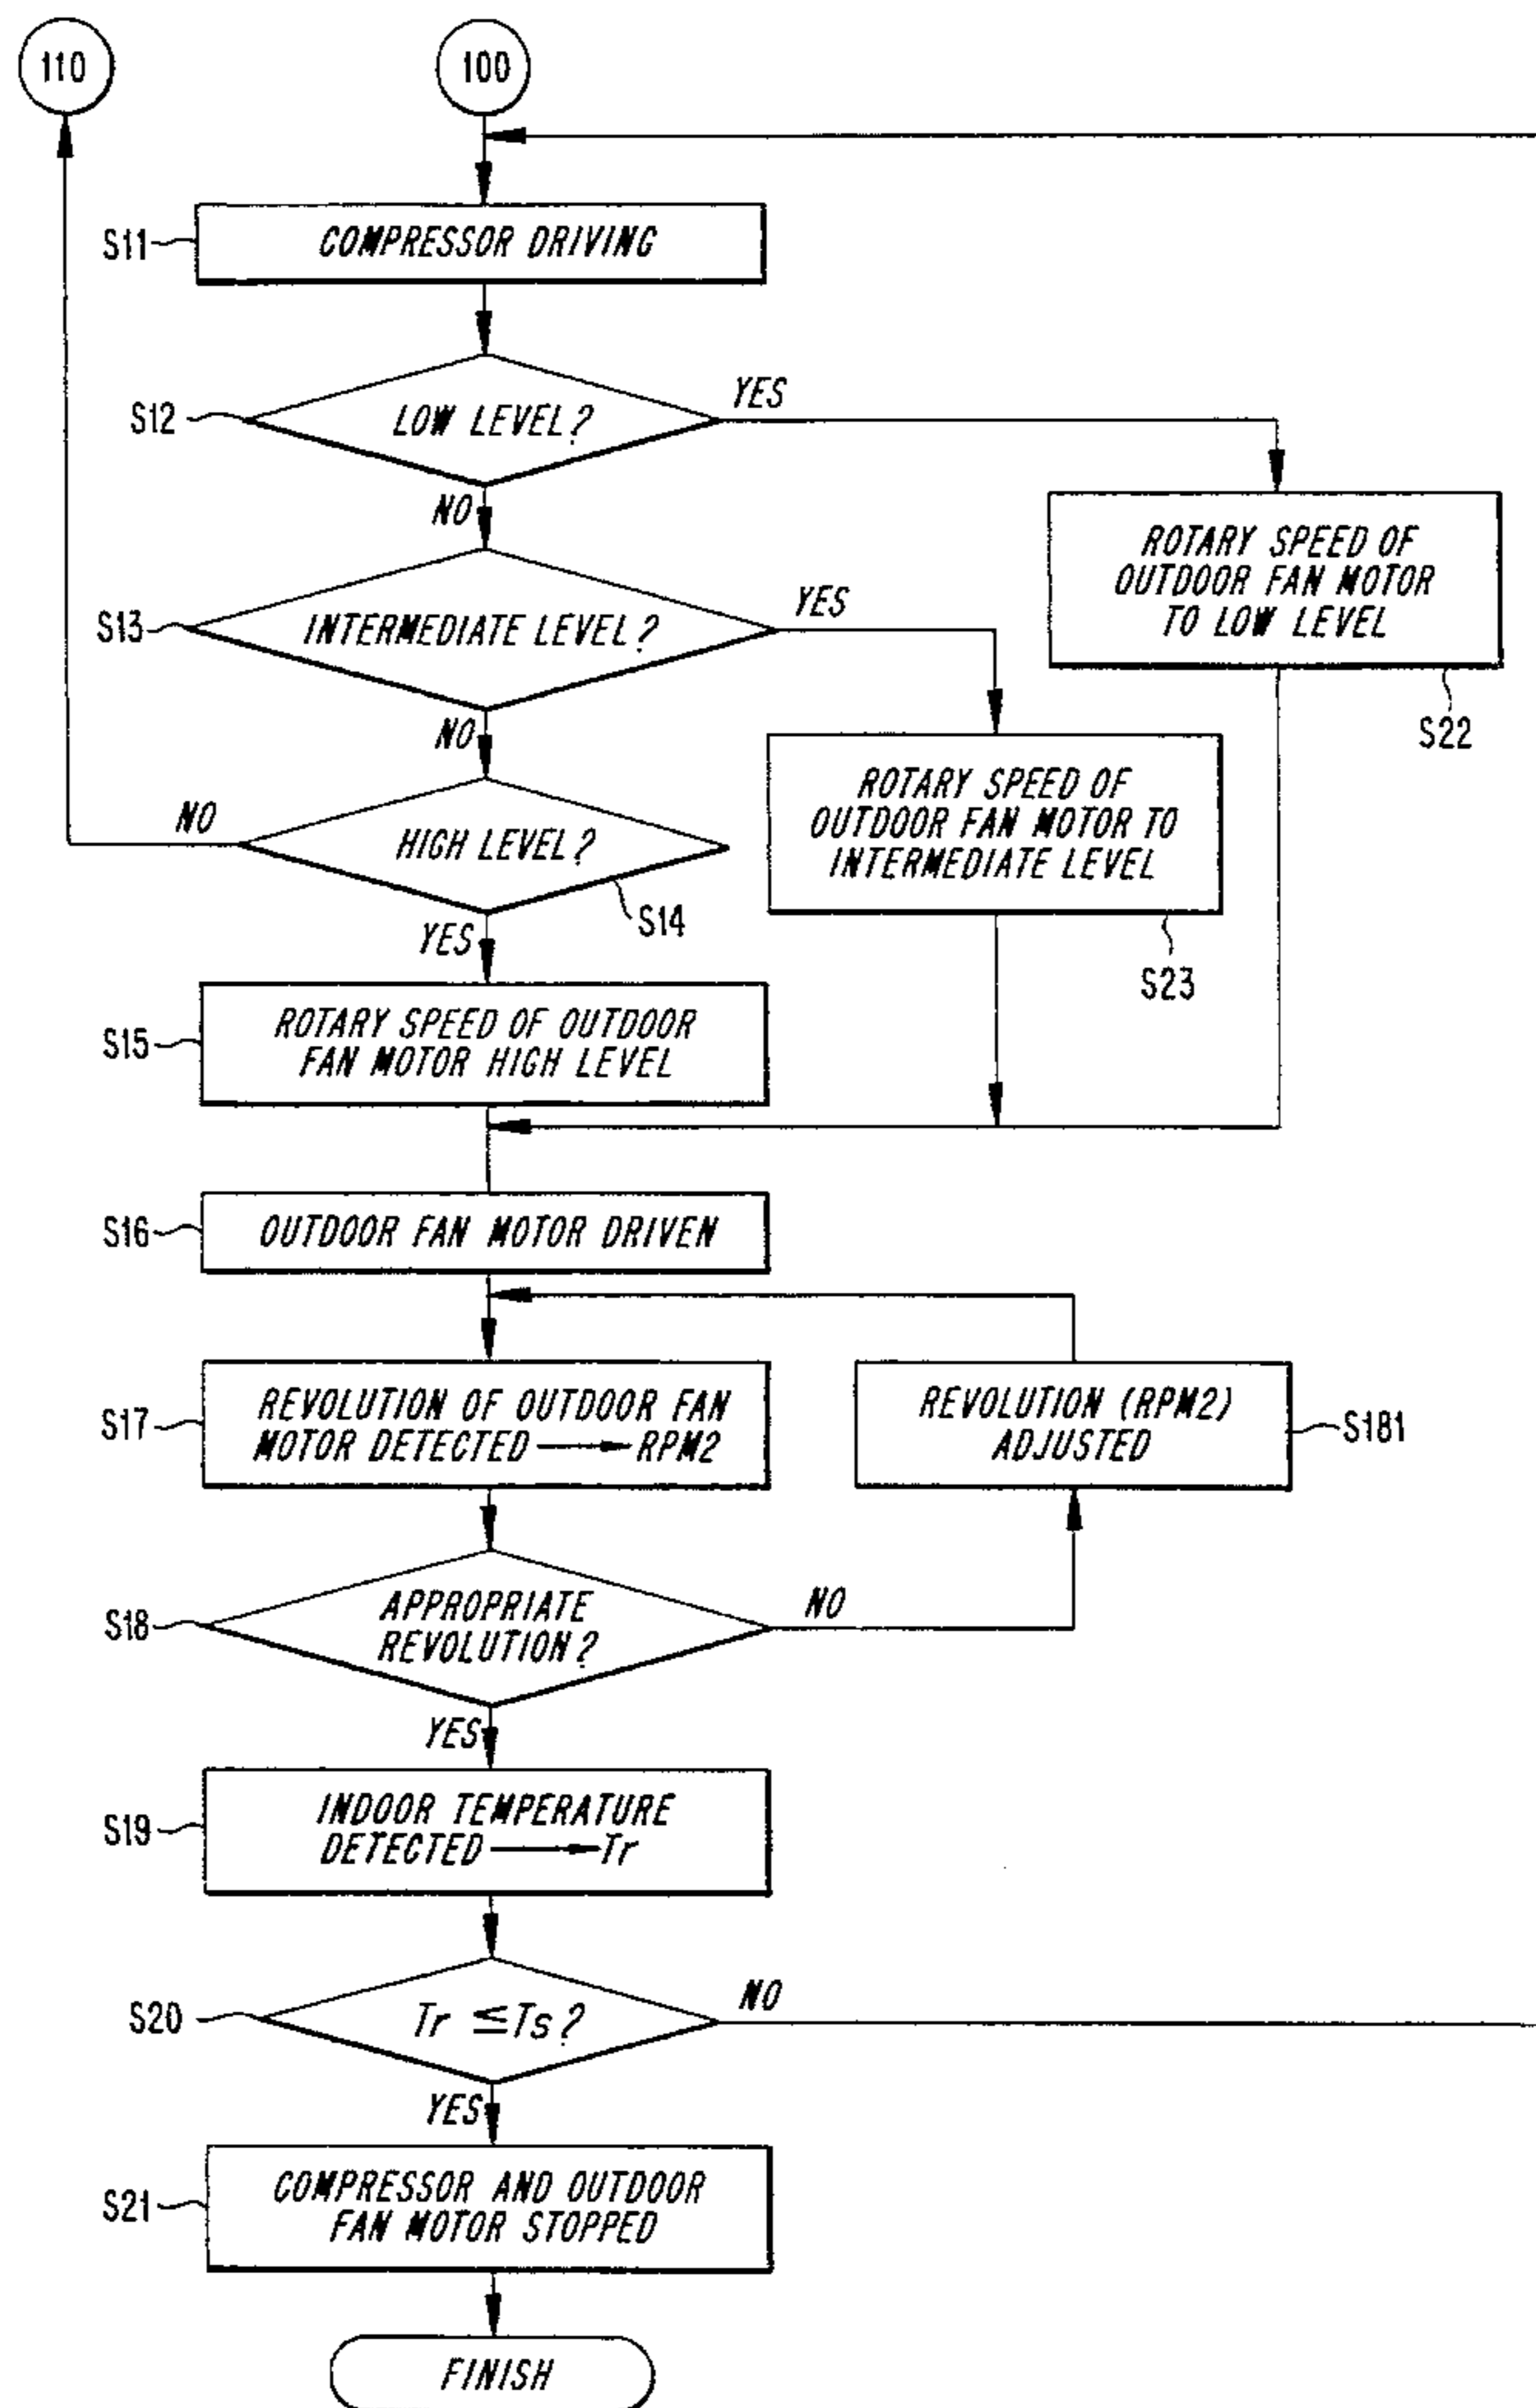 110
100
S11
COMPRESSOR DRIVING
S12
LOW LEVEL?
YES
NO
ROTARY SPEED OF
OUTDOOR FAN MOTOR
TO LOW LEVEL
S22
S13
INTERMEDIATE LEVEL?
YES
NO
ROTARY SPEED OF
OUTDOOR FAN MOTOR TO
INTERMEDIATE LEVEL
S23
NO
HIGH LEVEL?
S14
YES
S15
ROTARY SPEED OF OUTDOOR
FAN MOTOR HIGH LEVEL
S16
OUTDOOR FAN MOTOR DRIVEN
S17
REVOLUTION OF OUTDOOR FAN
MOTOR DETECTED → RPM2
REVOLUTION (RPM2)
ADJUSTED
S181
S18
APPROPRIATE
REVOLUTION?
NO
YES
S19
INDOOR TEMPERATURE
DETECTED → Tr
S20
Tr ≦ Ts?
NO
YES
S21
COMPRESSOR AND OUTDOOR
FAN MOTOR STOPPED
FINISH